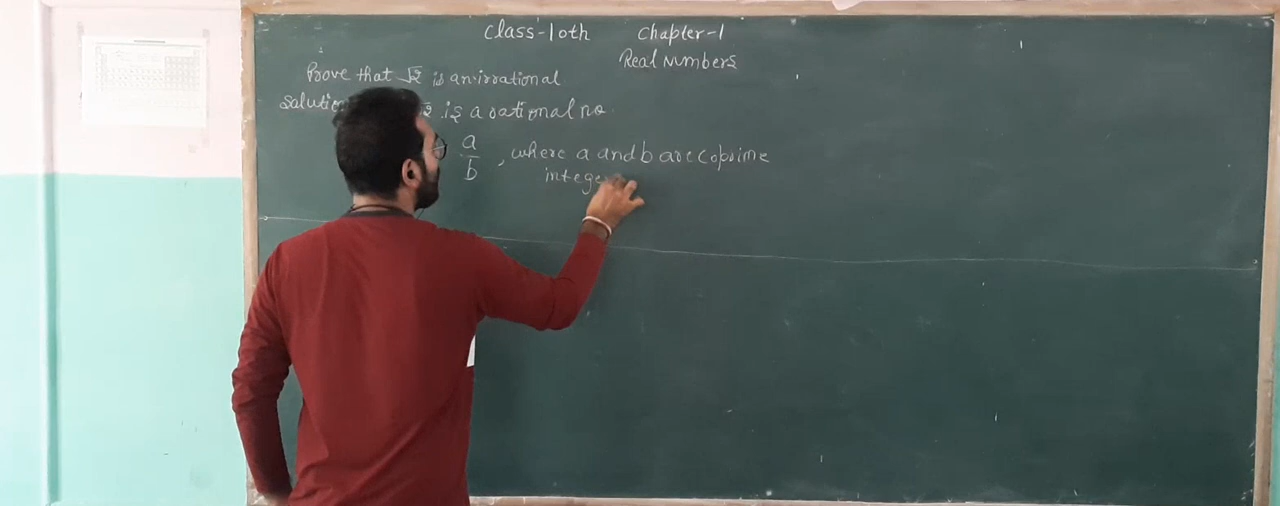 Class-10th Chapter-1
Real Numbers
Prove that √2 is an irrational
√2 is a rational no.
a
b , where a and b are coprime